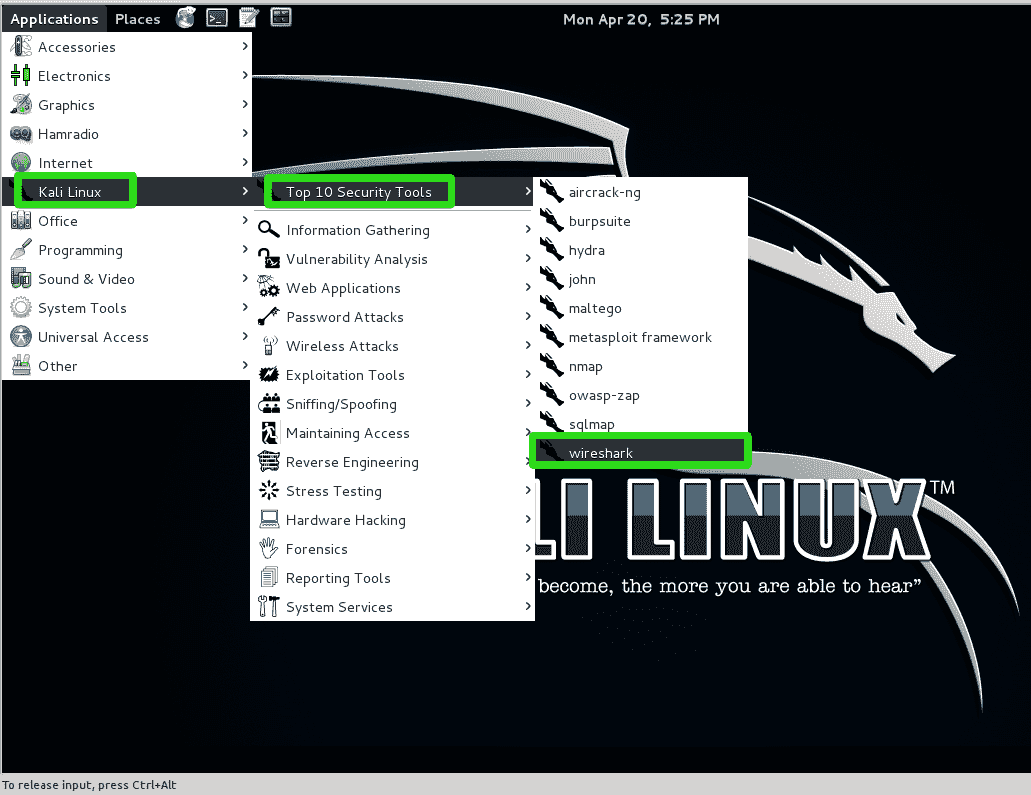 Applications Places Mon Apr 20, 5:25 PM
Accessories
Electronics
Graphics
Hamradio
Internet
Kali Linux
Office
Programming
Sound & Video
System Tools
Universal Access
Other
Top 10 Security Tools
Information Gathering
Vulnerability Analysis
Web Applications
Password Attacks
Wireless Attacks
Exploitation Tools
Sniffing/Spoofing
Maintaining Access
Reverse Engineering
Stress Testing
Hardware Hacking
Forensics
Reporting Tools
System Services
aircrack-ng
burpsuite
hydra
john
maltego
metasploit framework
nmap
owasp-zap
sqlmap
wireshark
LI LINUX™
become, the more you are able to hear”
To release input, press Ctrl+Alt